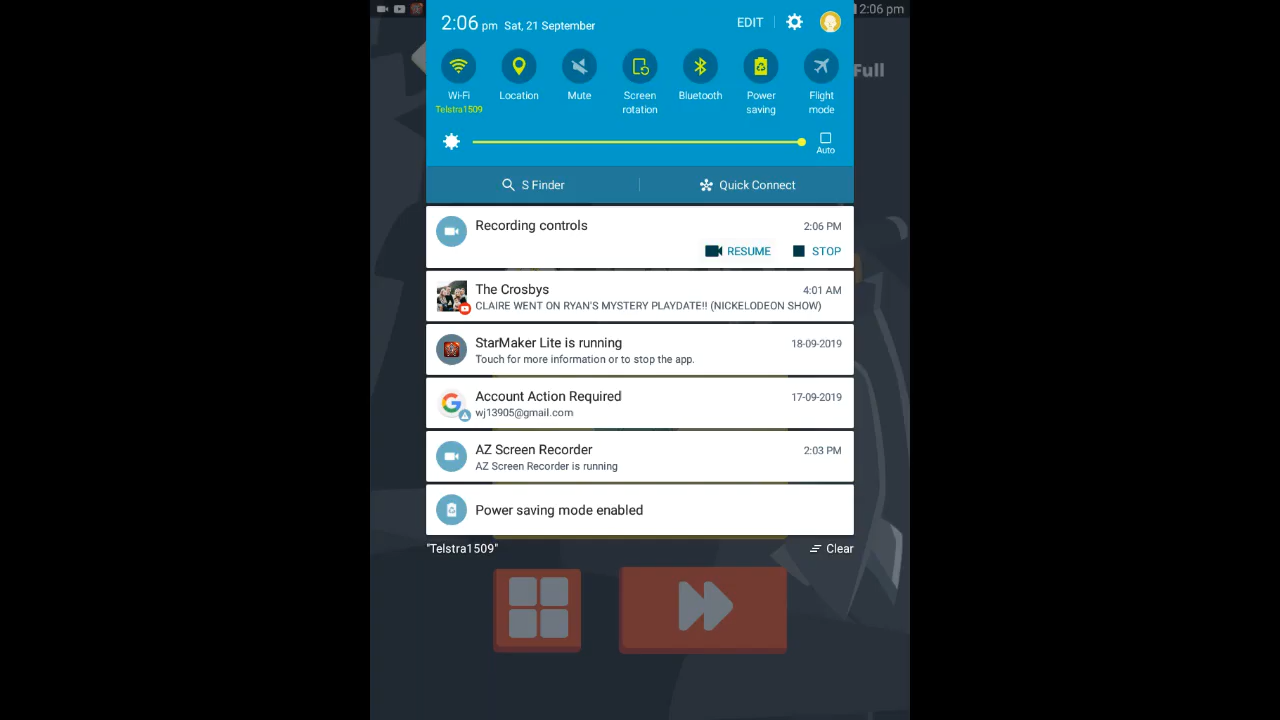 2:06 pm
2:06 pm Sat, 21 September
EDIT
Full
Wi-Fi
Telstra1509
Location
Mute
Screen
rotation
Bluetooth
Power
saving
Flight
mode
Auto
S Finder
Quick Connect
Recording controls
2:06 PM
RESUME
STOP
The Crosbys
4:01 AM
CLAIRE WENT ON RYAN'S MYSTERY PLAYDATE!! (NICKELODEON SHOW)
StarMaker Lite is running
18-09-2019
Touch for more information or to stop the app.
Account Action Required
17-09-2019
wj13905@gmail.com
AZ Screen Recorder
2:03 PM
AZ Screen Recorder is running
Power saving mode enabled
"Telstra1509"
Clear